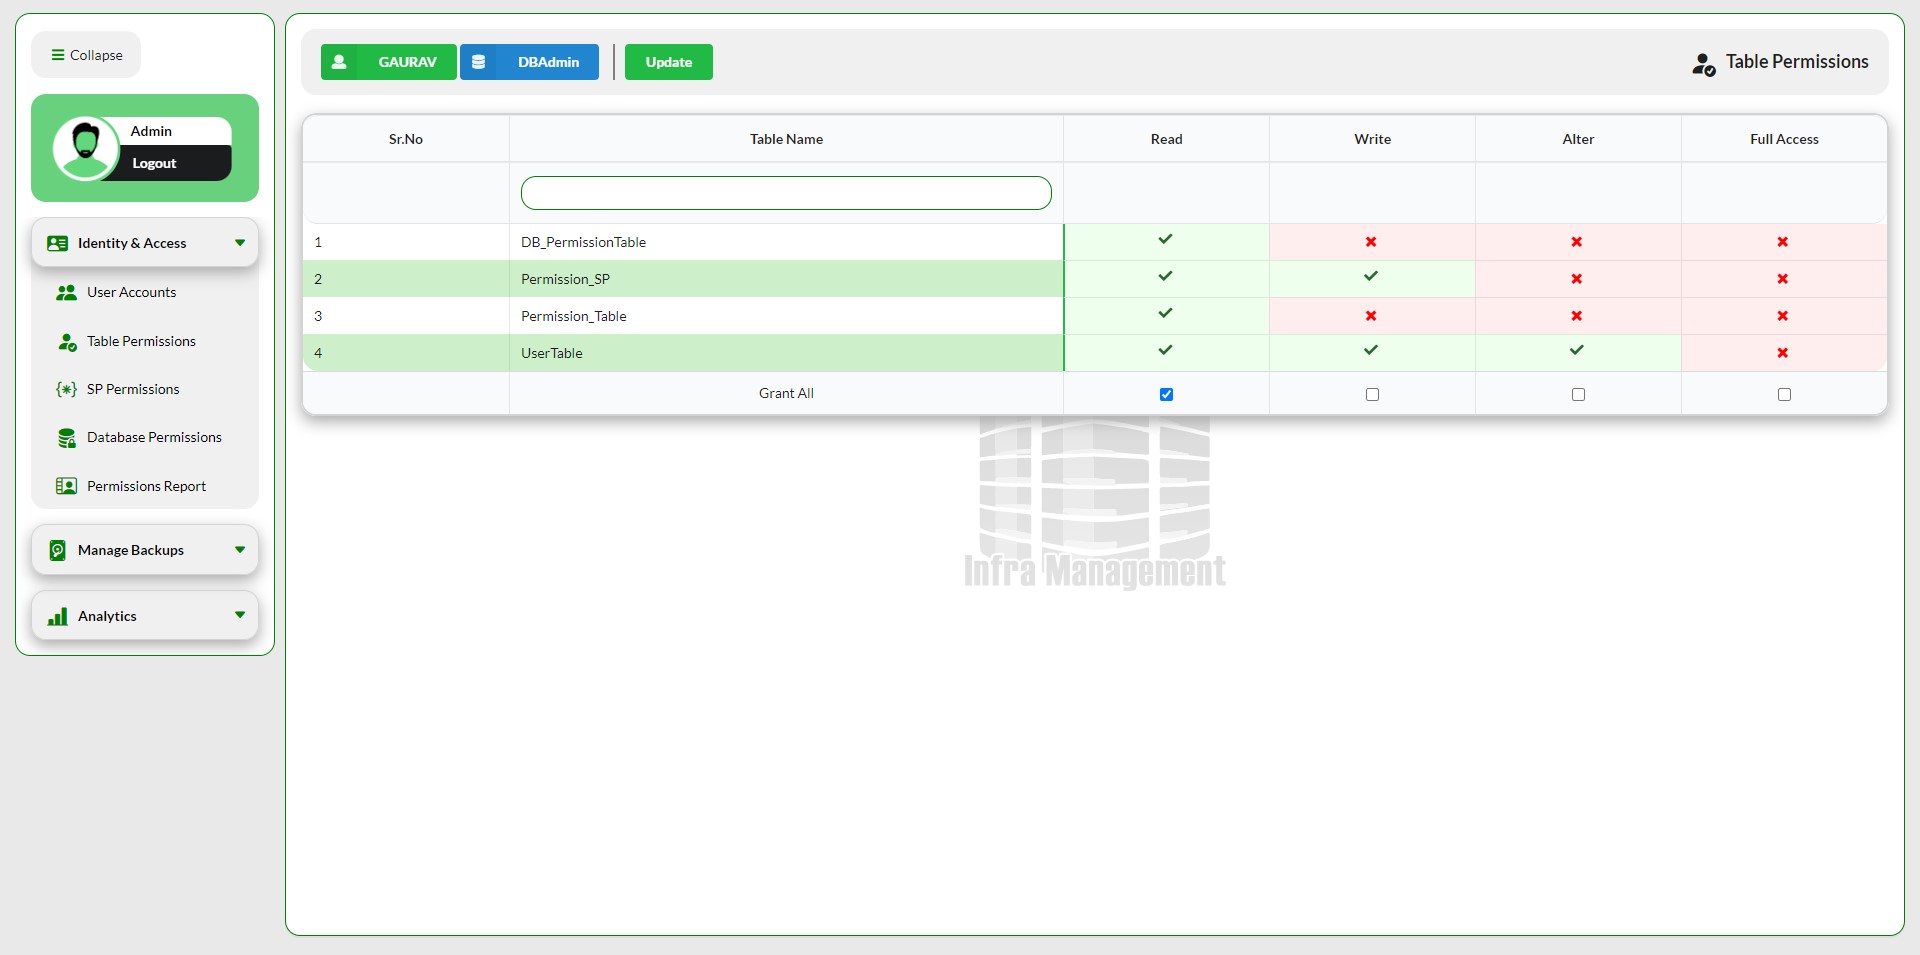 Collapse
Admin
Logout
Identity & Access
User Accounts
Table Permissions
SP Permissions
Database Permissions
Permissions Report
Manage Backups
Analytics
GAURAV DBAdmin Update Table Permissions
Sr.No Table Name Read Write Alter Full Access
1 DB_PermissionTable
2 Permission_SP
3 Permission_Table
4 UserTable
Grant All
Infra Management